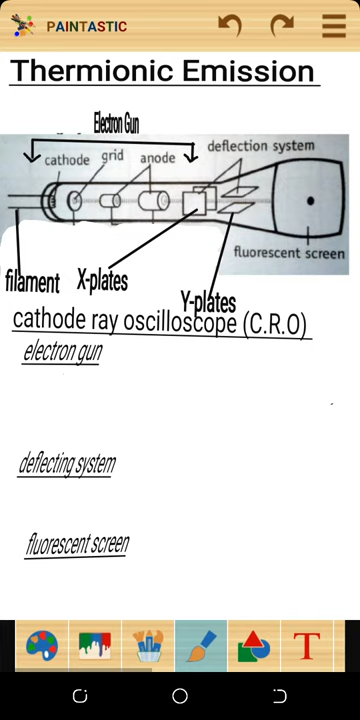 PAINTASTIC
Thermionic Emission
Electron Gun
deflection system
cathode grid anode
fluorescent screen
filament X-plates
Y-plates
cathode ray oscilloscope (C.R.O)
electron gun
deflecting system
fluorescent screen
T